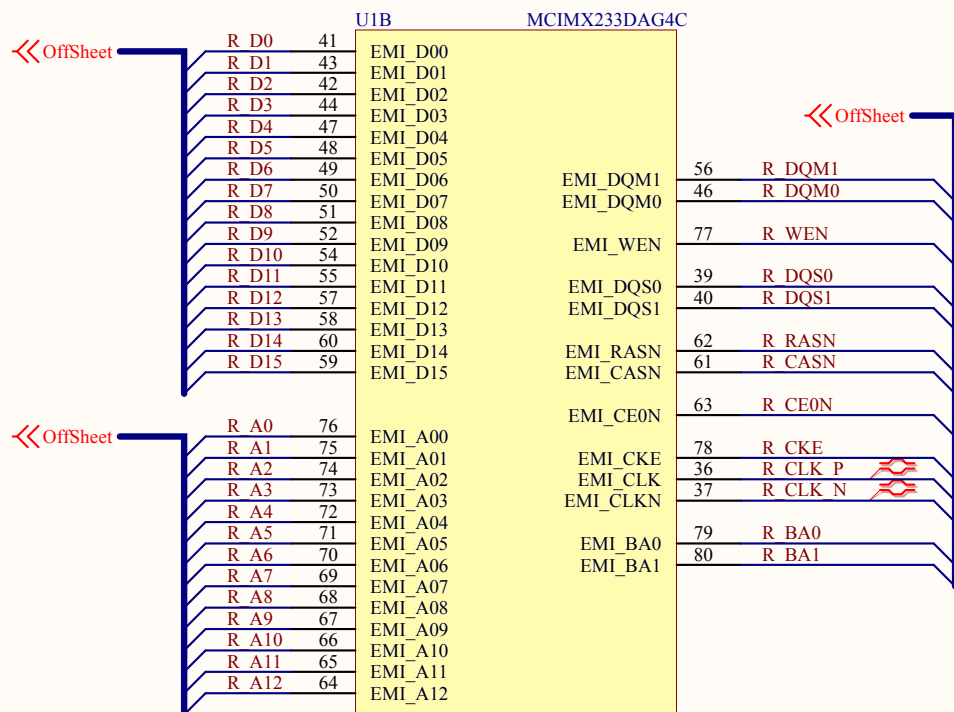 U1B MCIMX233DAG4C
OffSheet
R_D0 41 EMI_D00
R_D1 43 EMI_D01
R_D2 42 EMI_D02
R_D3 44 EMI_D03
R_D4 47 EMI_D04
R_D5 48 EMI_D05
R_D6 49 EMI_D06
R_D7 50 EMI_D07
R_D8 51 EMI_D08
R_D9 52 EMI_D09
R_D10 54 EMI_D10
R_D11 55 EMI_D11
R_D12 57 EMI_D12
R_D13 58 EMI_D13
R_D14 60 EMI_D14
R_D15 59 EMI_D15
OffSheet
R_A0 76 EMI_A00
R_A1 75 EMI_A01
R_A2 74 EMI_A02
R_A3 73 EMI_A03
R_A4 72 EMI_A04
R_A5 71 EMI_A05
R_A6 70 EMI_A06
R_A7 69 EMI_A07
R_A8 68 EMI_A08
R_A9 67 EMI_A09
R_A10 66 EMI_A10
R_A11 65 EMI_A11
R_A12 64 EMI_A12
OffSheet
EMI_DQM1 56 R_DQM1
EMI_DQM0 46 R_DQM0
EMI_WEN 77 R_WEN
EMI_DQS0 39 R_DQS0
EMI_DQS1 40 R_DQS1
EMI_RASN 62 R_RASN
EMI_CASN 61 R_CASN
EMI_CE0N 63 R_CE0N
EMI_CKE 78 R_CKE
EMI_CLK 36 R_CLK_P
EMI_CLKN 37 R_CLK_N
EMI_BA0 79 R_BA0
EMI_BA1 80 R_BA1